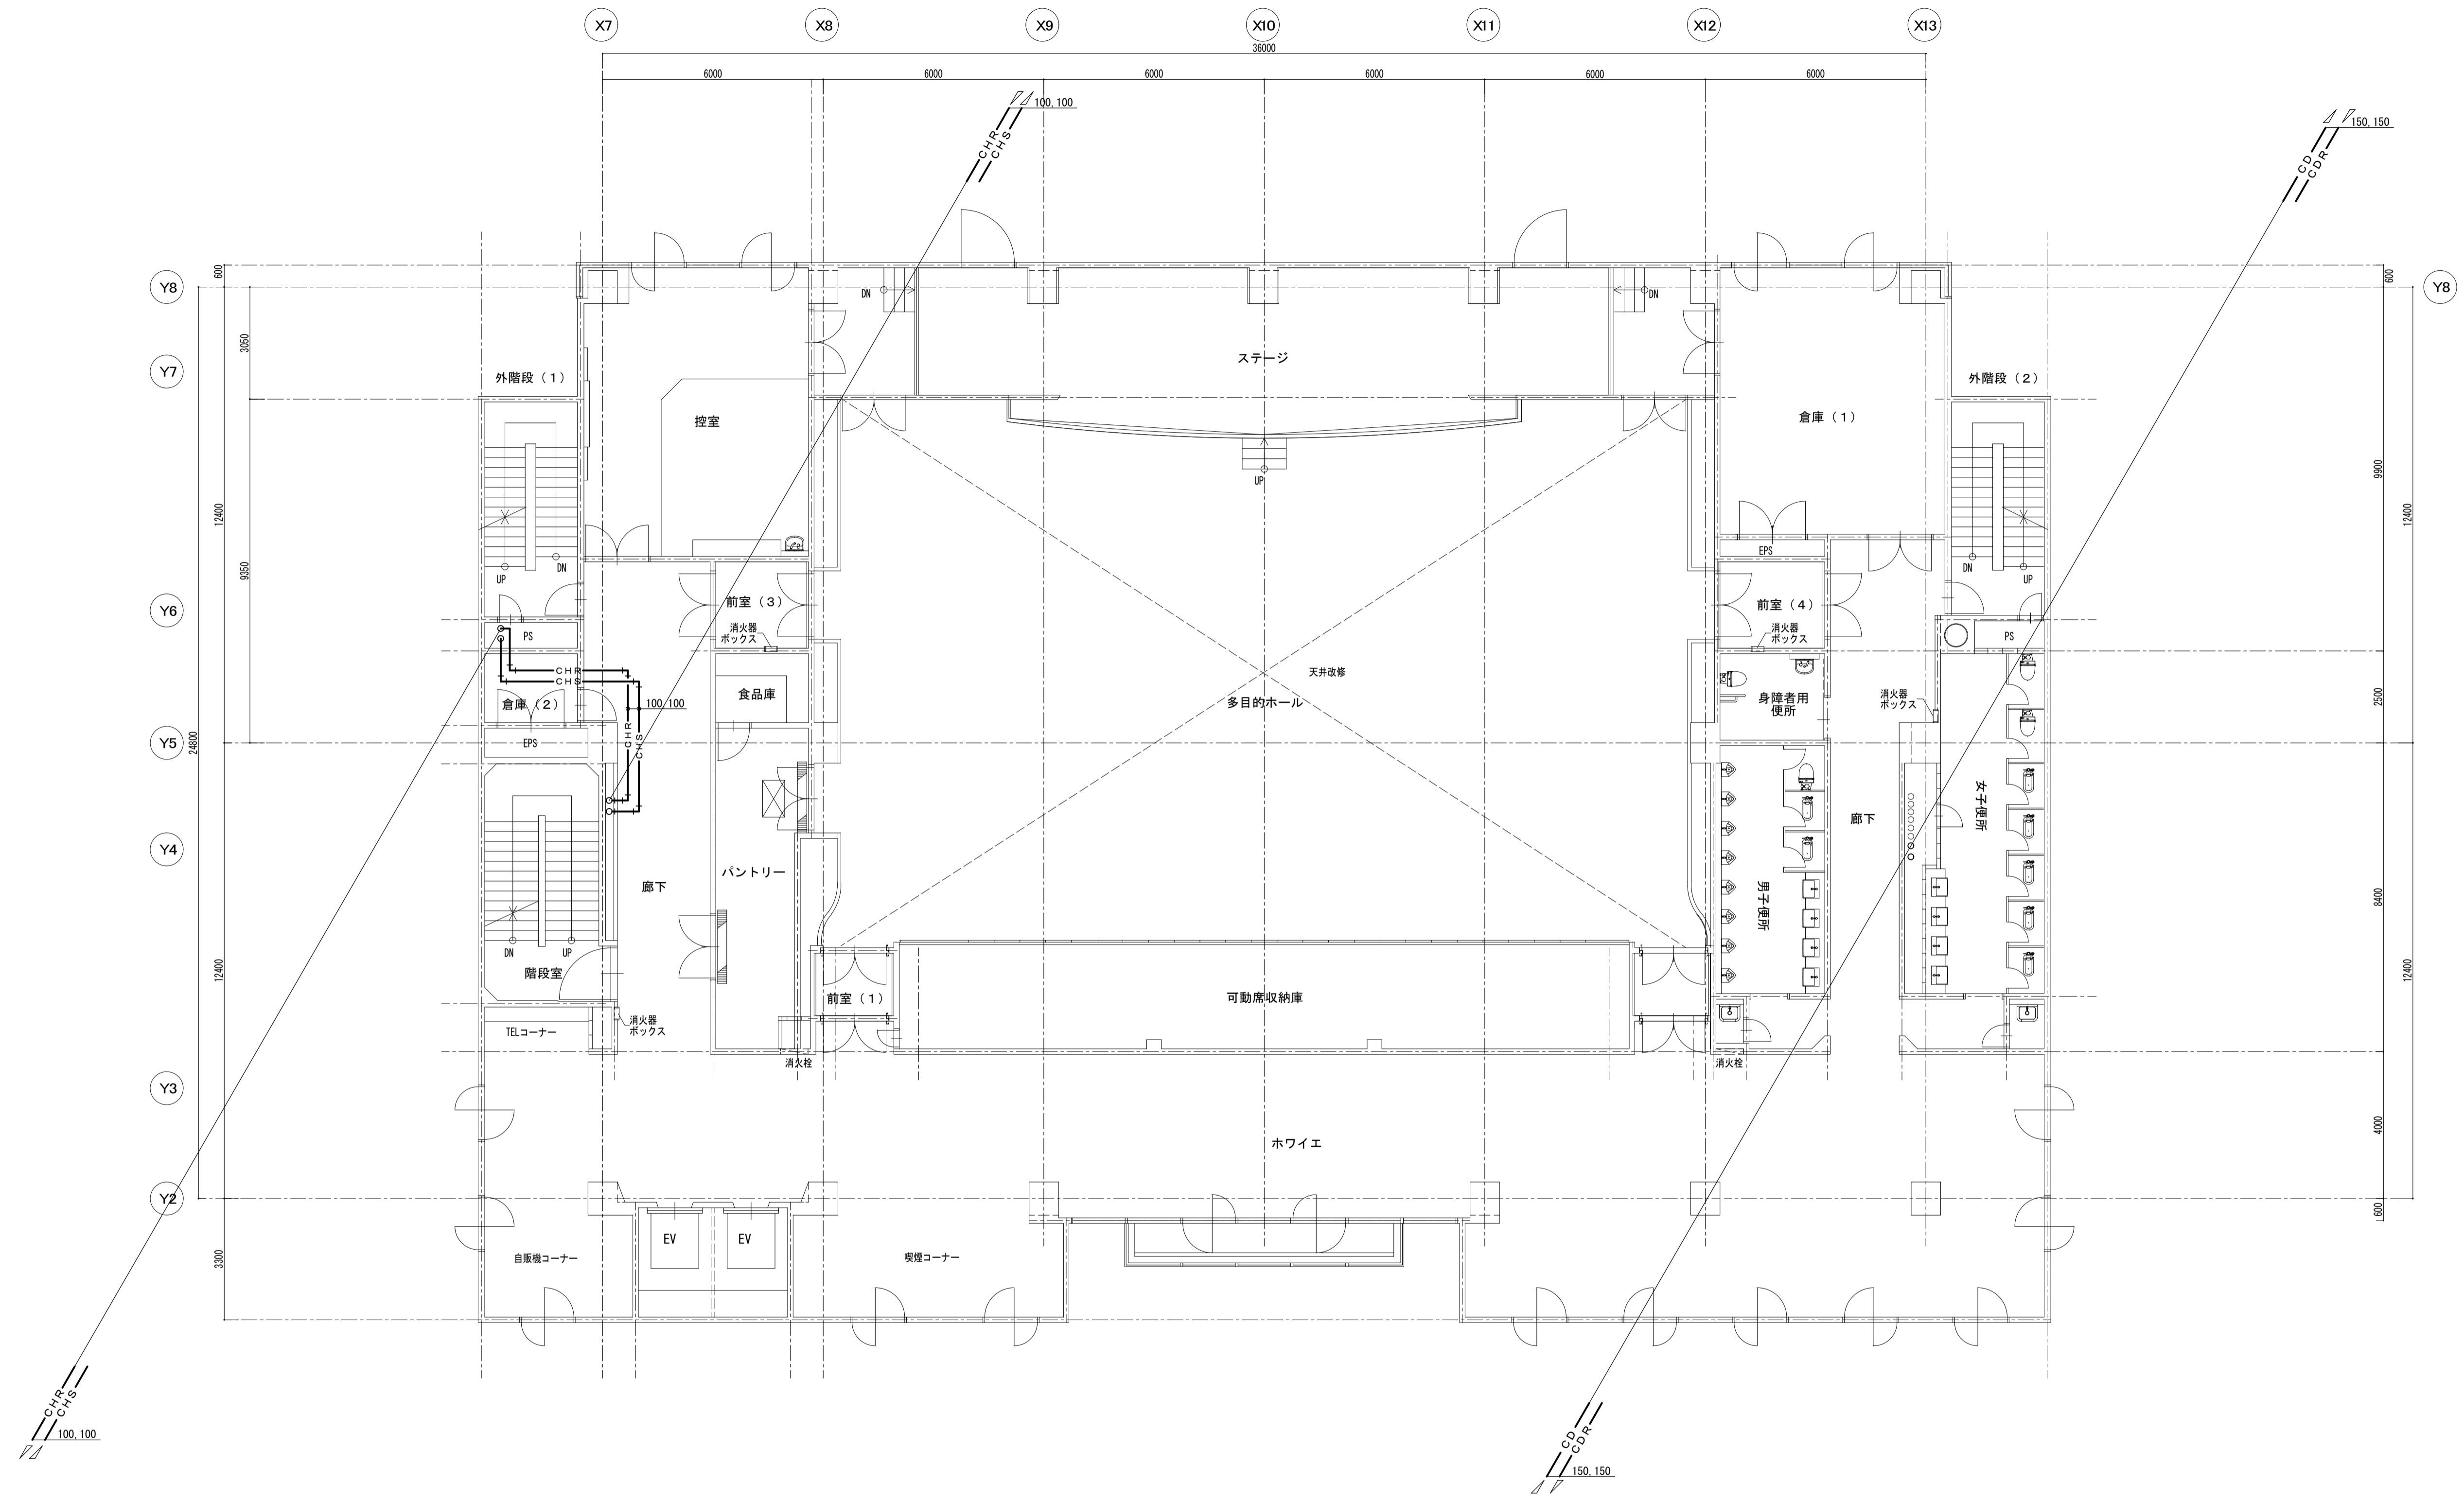 X7 X8 X9 X10 X11 X12 X13
36000
6000 6000 6000 6000 6000 6000
100,100
CHR
CHS
150,150
CD
CDR
600
600
Y8
Y8
DN
DN
3050
ステージ
Y7
外階段（1）
外階段（2）
控室
倉庫（1）
9900
UP
12400
12400
EPS
9350
DN
UP
DN
UP
前室（3）
前室（4）
Y6
消火器
ボックス
消火器
ボックス
PS
PS
CHR
CHS
天井改修
食品庫
多目的ホール
身障者用
便所
消火器
ボックス
2500
倉庫（2）
100,100
CHR
CHS
Y5
24800
EPS
女子便所
廊下
Y4
パントリー
廊下
男子便所
8400
DN
UP
階段室
12400
12400
前室（1）
可動席収納庫
消火器
ボックス
TELコーナー
消火栓
消火栓
Y3
4000
ホワイエ
Y2
600
EV
EV
3300
自販機コーナー
喫煙コーナー
CHR
CHS
100,100
CD
CDR
150,150